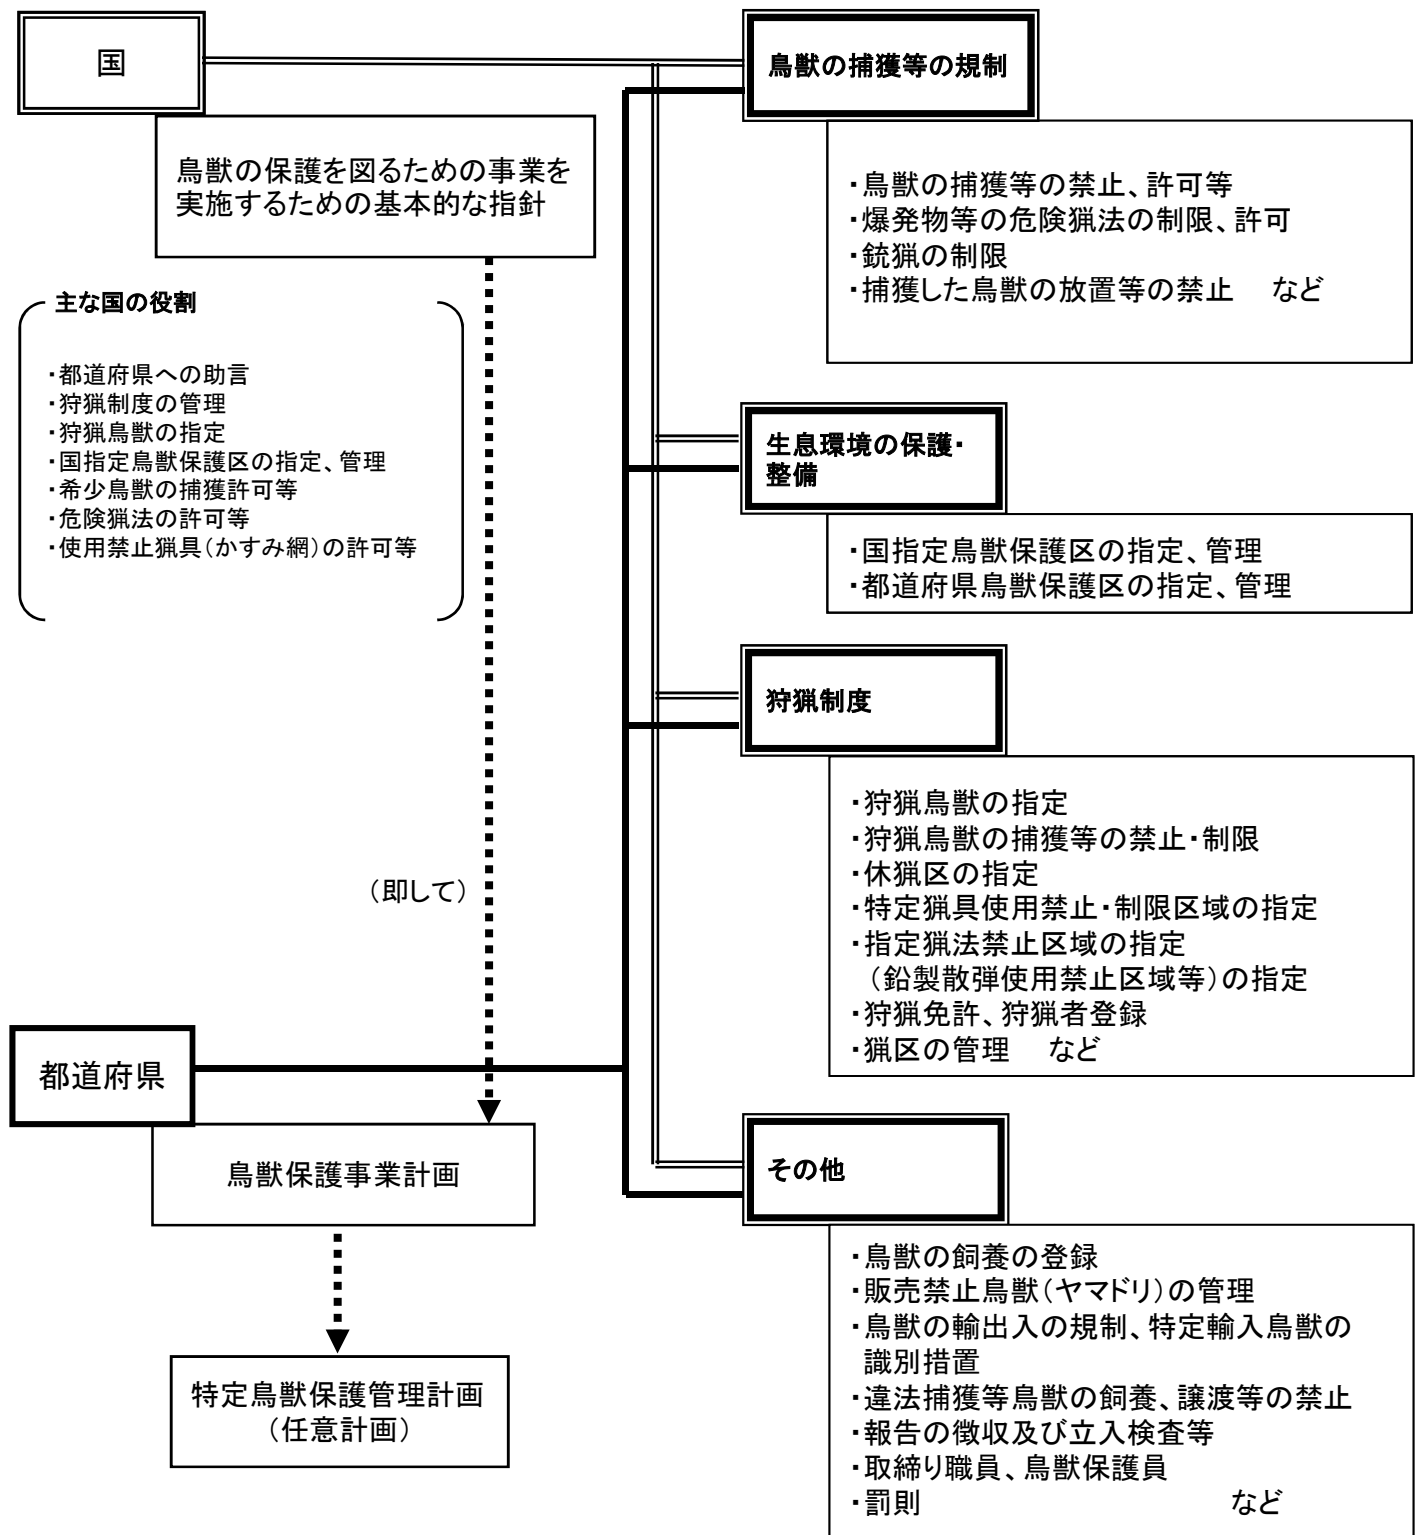 国
鳥獣の保護を図るための事業を
実施するための基本的な指針
主な国の役割
・都道府県への助言
・狩猟制度の管理
・狩猟鳥獣の指定
・国指定鳥獣保護区の指定、管理
・希少鳥獣の捕獲許可等
・危険猟法の許可等
・使用禁止猟具(かすみ網)の許可等
(即して)
都道府県
鳥獣保護事業計画
特定鳥獣保護管理計画
(任意計画)
鳥獣の捕獲等の規制
・鳥獣の捕獲等の禁止、許可等
・爆発物等の危険猟法の制限、許可
・銃猟の制限
・捕獲した鳥獣の放置等の禁止 など
生息環境の保護・
整備
・国指定鳥獣保護区の指定、管理
・都道府県鳥獣保護区の指定、管理
狩猟制度
・狩猟鳥獣の指定
・狩猟鳥獣の捕獲等の禁止・制限
・休猟区の指定
・特定猟具使用禁止・制限区域の指定
・指定猟法禁止区域の指定
(鉛製散弾使用禁止区域等)の指定
・狩猟免許、狩猟者登録
・猟区の管理 など
その他
・鳥獣の飼養の登録
・販売禁止鳥獣(ヤマドリ)の管理
・鳥獣の輸出入の規制、特定輸入鳥獣の
識別措置
・違法捕獲等鳥獣の飼養、譲渡等の禁止
・報告の徴収及び立入検査等
・取締り職員、鳥獣保護員
・罰則 など